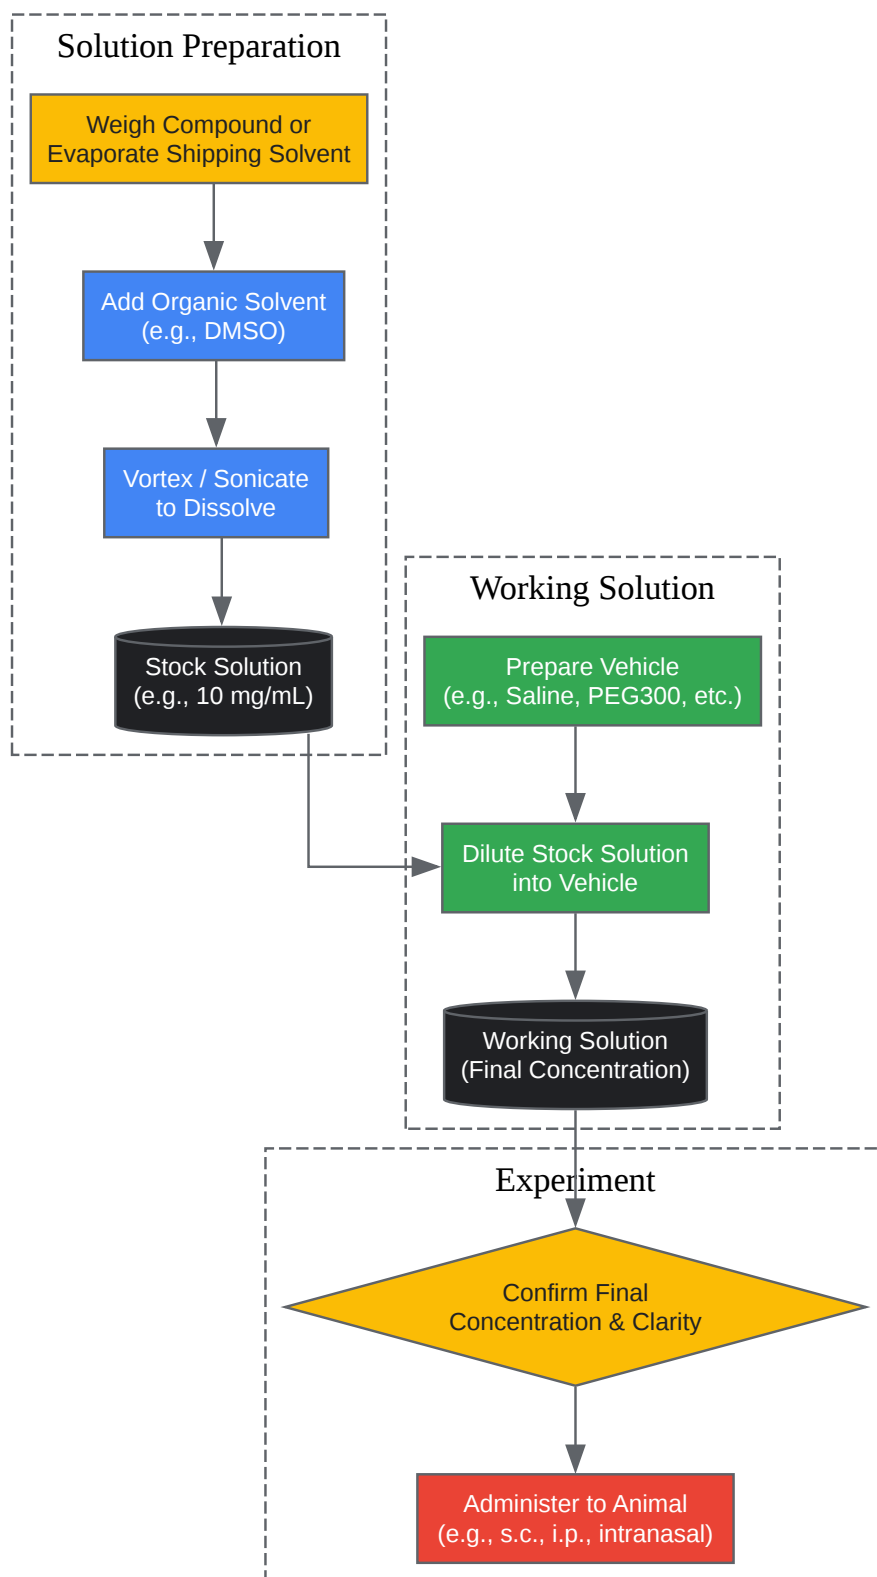 Solution Preparation
Weigh Compound or
Evaporate Shipping Solvent
Add Organic Solvent
(e.g., DMSO)
Vortex / Sonicate
to Dissolve
Stock Solution
(e.g., 10 mg/mL)
Working Solution
Prepare Vehicle
(e.g., Saline, PEG300, etc.)
Dilute Stock Solution
into Vehicle
Working Solution
(Final Concentration)
Experiment
Confirm Final
Concentration & Clarity
Administer to Animal
(e.g., s.c., i.p., intranasal)